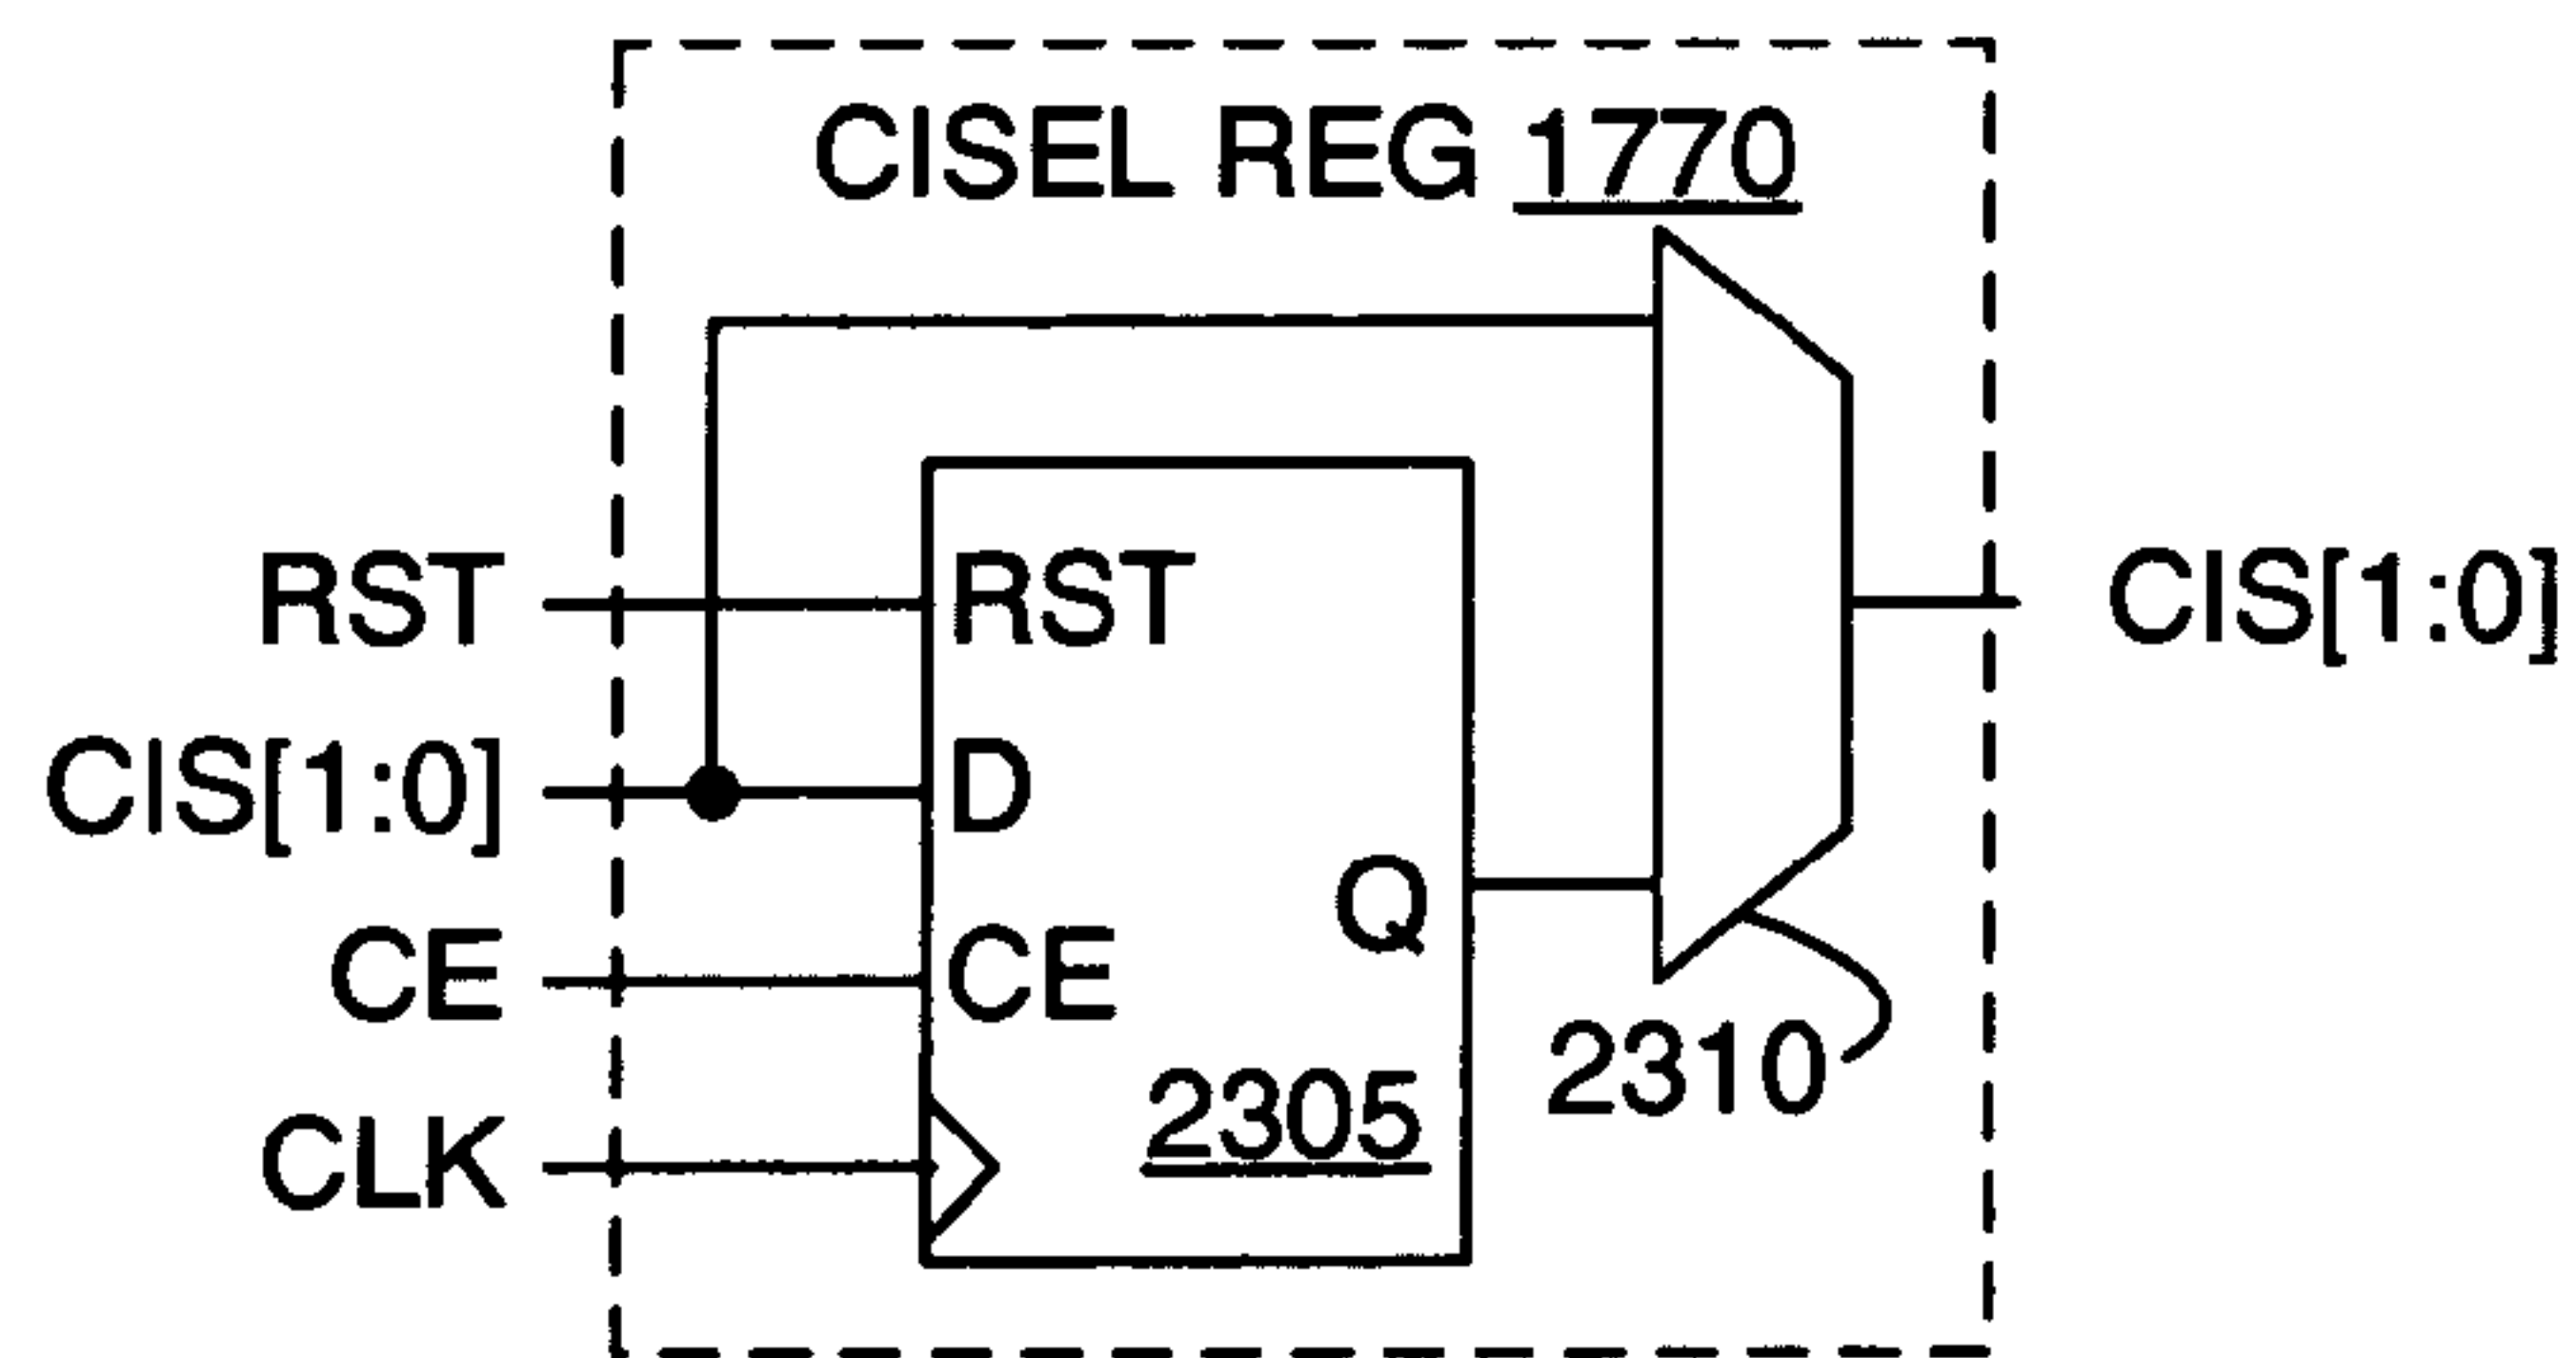 CISEL REG 1770
RST
RST
CIS[1:0]
CIS[1:0]
D
Q
CE
CE
2310
2305
CLK